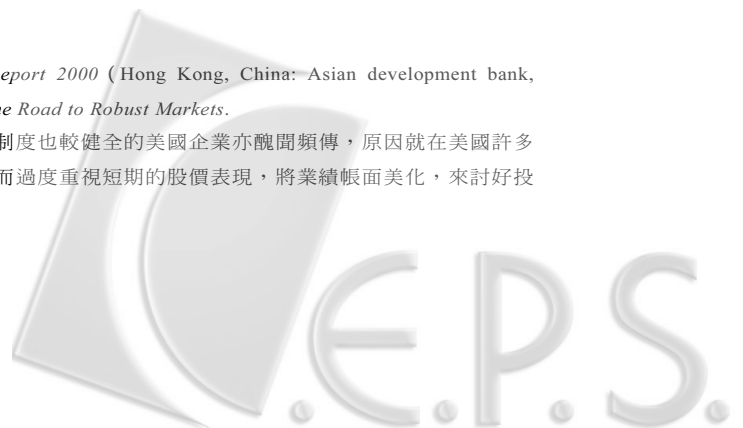 eport 2000（Hong Kong, China: Asian development bank,
ne Road to Robust Markets.
制度也較健全的美國企業亦醜聞頻傳，原因就在美國許多
而過度重視短期的股價表現，將業績帳面美化，來討好投
C.E.P.S.